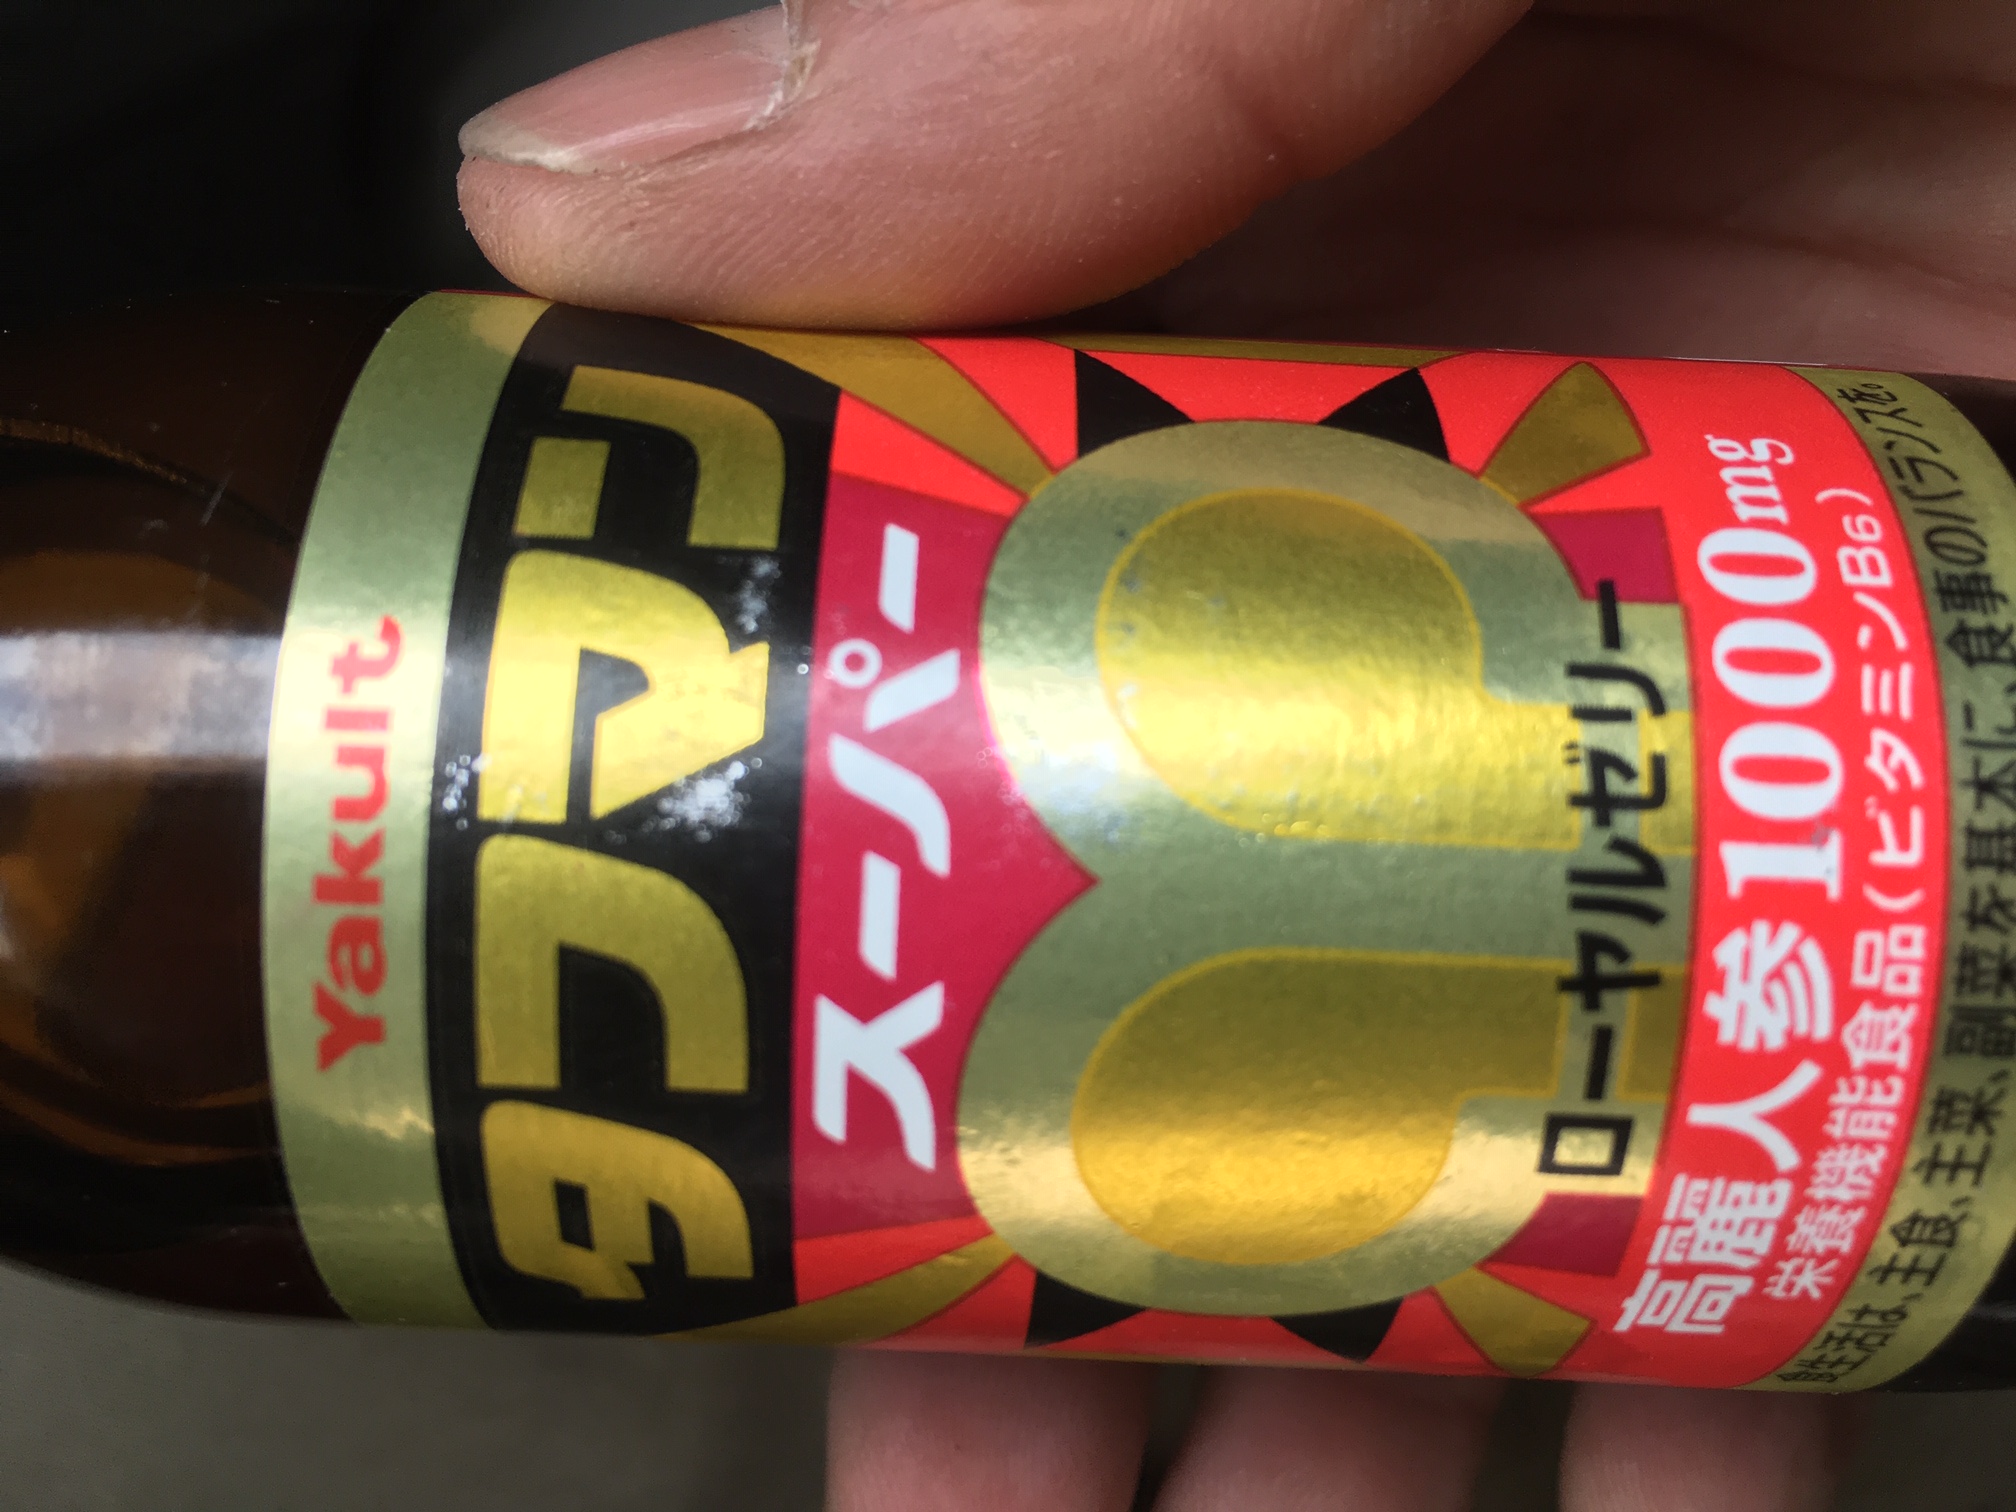 Yakult
タフマン
スーパー
ローヤルゼリー
高麗人参1000mg
栄養機能食品(ビタミンB6)
食生活は、主食、主菜、副菜を基本に、食事のバランスを。